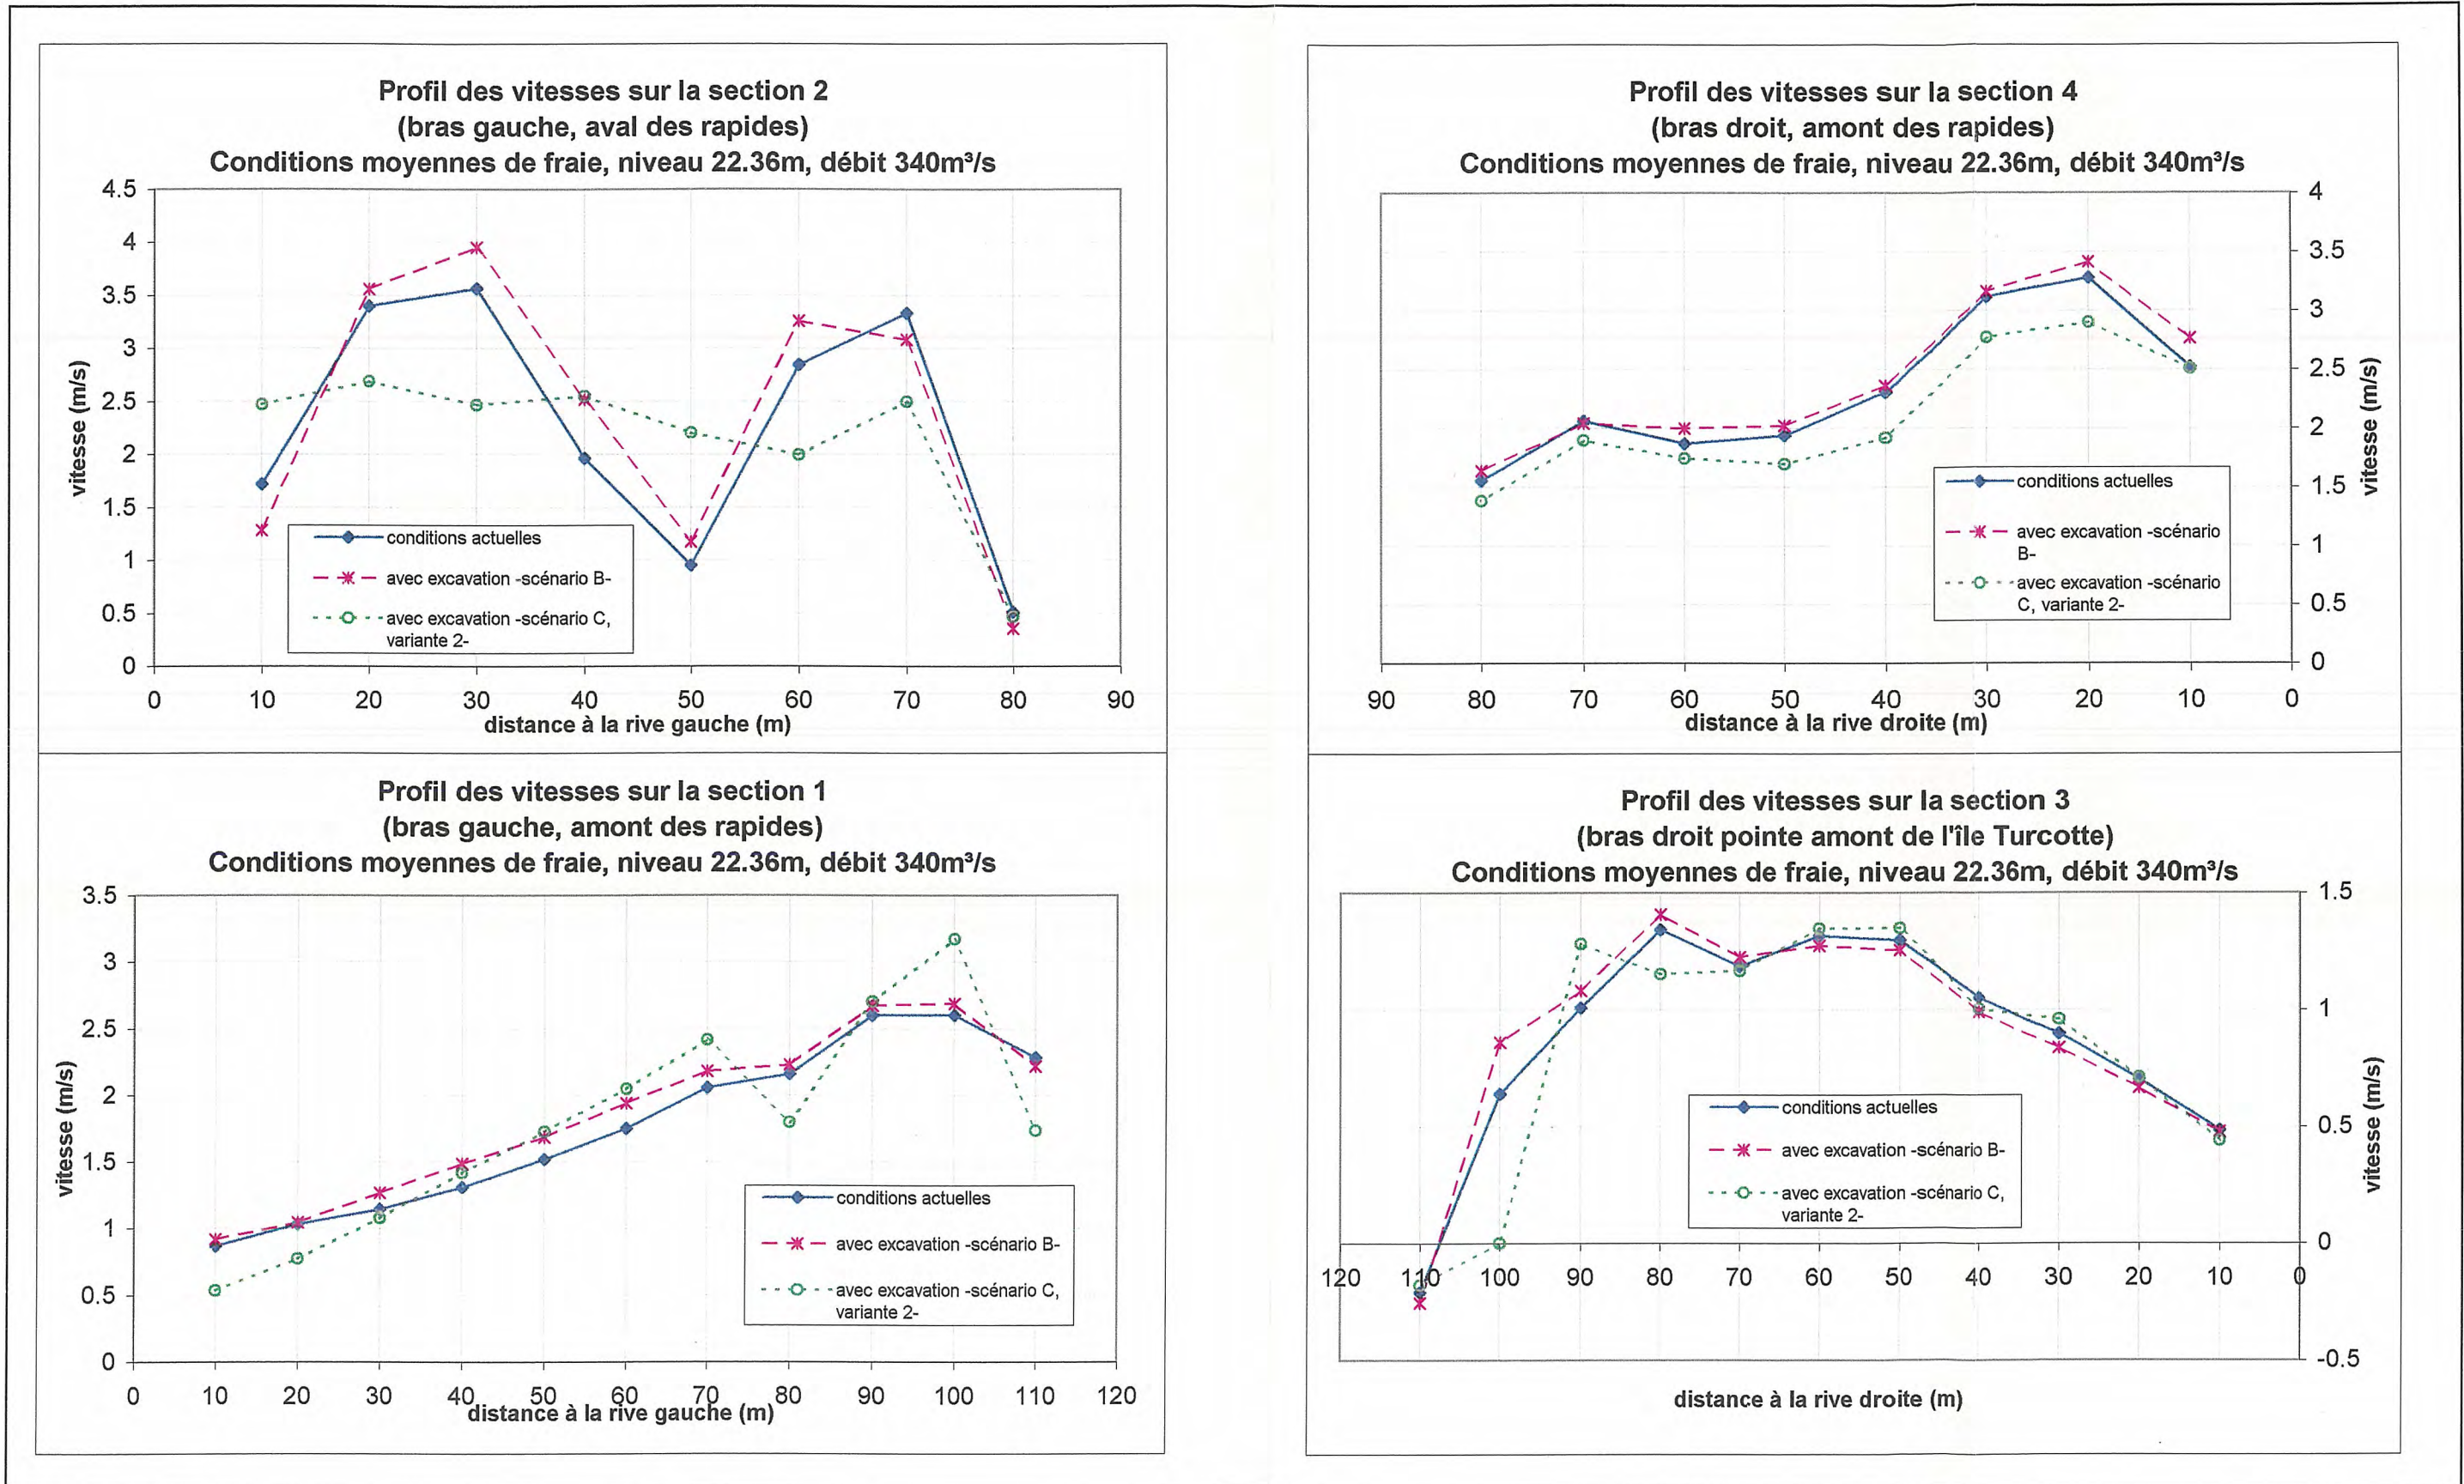 Profil des vitesses sur la section 2
(bras gauche, aval des rapides)
Conditions moyennes de fraie, niveau 22.36m, débit 340m³/s
4.5
4
3.5
3
2.5
2
1.5
1
0.5
0
vitesse (m/s)
conditions actuelles
avec excavation -scénario B-
avec excavation -scénario C,
variante 2-
0 10 20 30 40 50 60 70 80 90
distance à la rive gauche (m)
Profil des vitesses sur la section 4
(bras droit, amont des rapides)
Conditions moyennes de fraie, niveau 22.36m, débit 340m³/s
4
3.5
3
2.5
2
1.5
1
0.5
0
vitesse (m/s)
conditions actuelles
avec excavation -scénario
B-
avec excavation -scénario
C, variante 2-
90 80 70 60 50 40 30 20 10 0
distance à la rive droite (m)
Profil des vitesses sur la section 1
(bras gauche, amont des rapides)
Conditions moyennes de fraie, niveau 22.36m, débit 340m³/s
3.5
3
2.5
2
1.5
1
0.5
0
vitesse (m/s)
conditions actuelles
avec excavation -scénario B-
avec excavation -scénario C,
variante 2-
0 10 20 30 40 50 60 70 80 90 100 110 120
distance à la rive gauche (m)
Profil des vitesses sur la section 3
(bras droit pointe amont de l'île Turcotte)
Conditions moyennes de fraie, niveau 22.36m, débit 340m³/s
1.5
1
0.5
0
-0.5
vitesse (m/s)
conditions actuelles
avec excavation -scénario B-
avec excavation -scénario C,
variante 2-
120 110 100 90 80 70 60 50 40 30 20 10 0
distance à la rive droite (m)